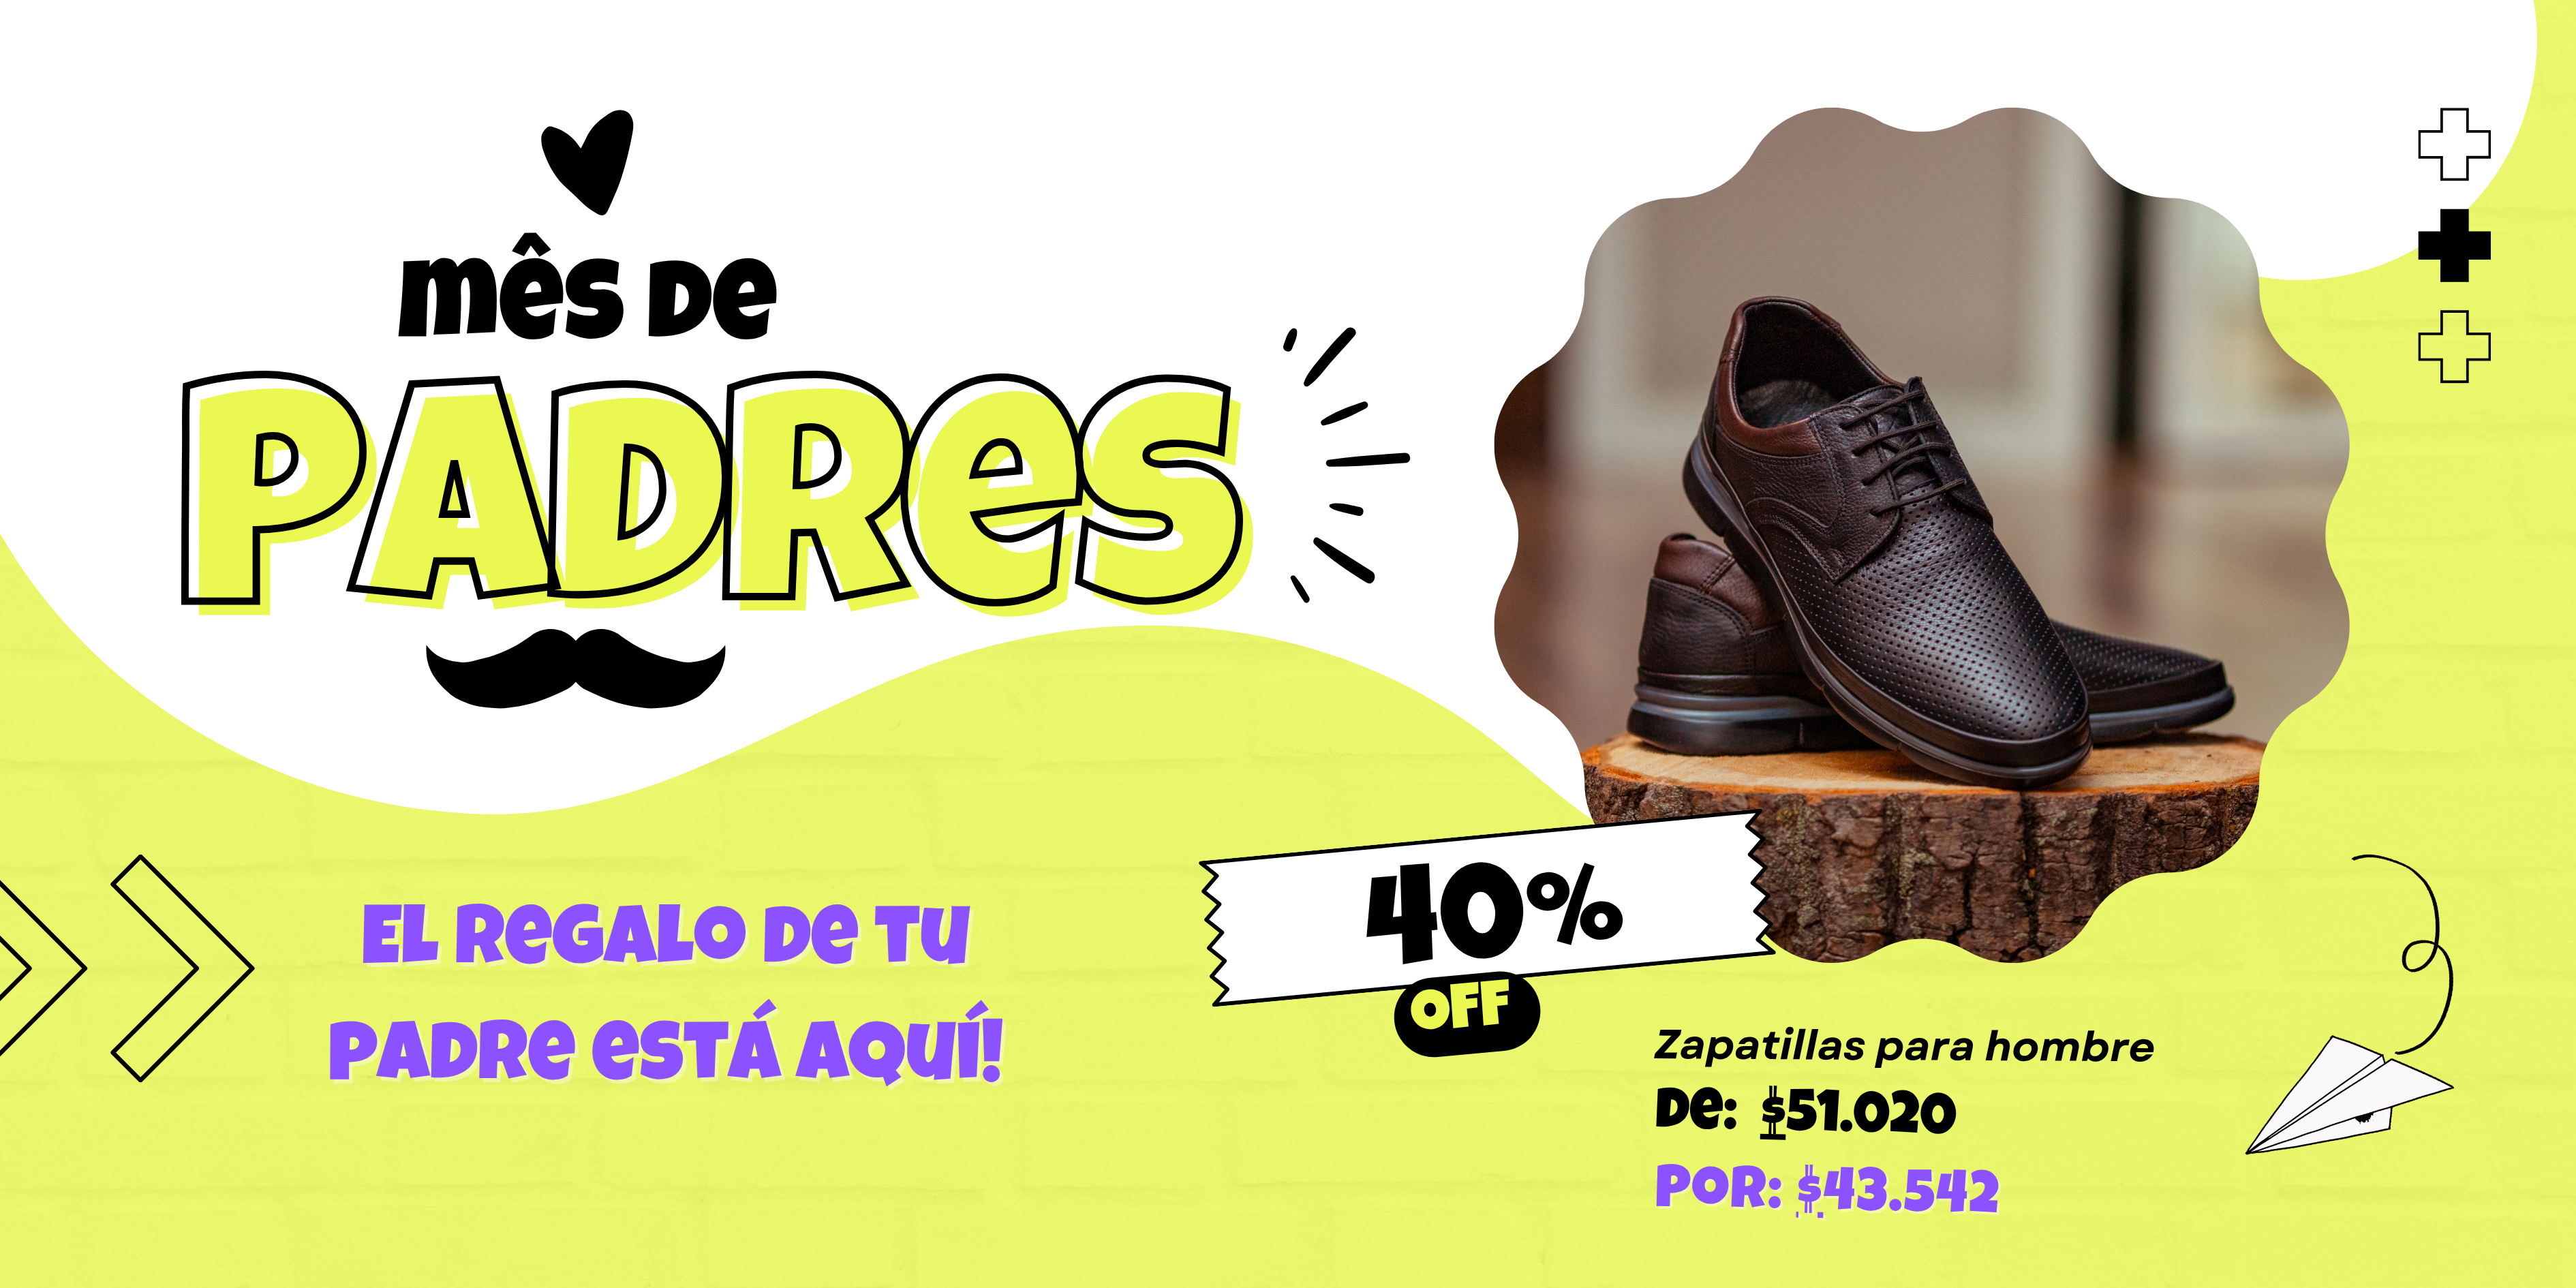 mês De
PADRes
EL ReGALO De Tu
PADRe esTÁ AQuÍ!
40%
OFF
Zapatillas para hombre
De: $51.020
POR: $43.542